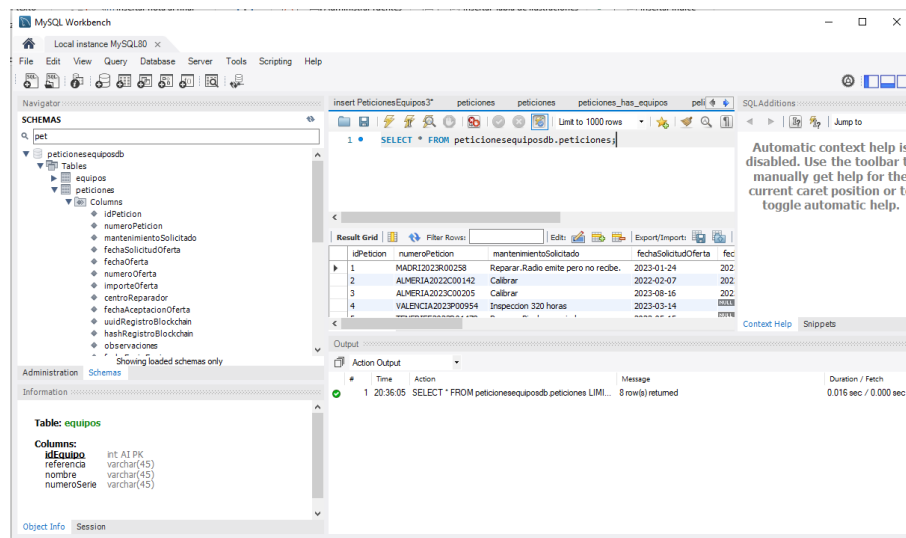 MySQL Workbench
Local instance MySQL80
File Edit View Query Database Server Tools Scripting Help
Navigator
SCHEMAS
pet
peticionesequiposdb
Tables
equipos
peticiones
Columns
idPeticion
numeroPeticion
mantenimientoSolicitado
fechaSolicitudOferta
fechaOferta
numeroOferta
importeOferta
centroReparador
fechaAceptacionOferta
uuidRegistroBlockchain
hashRegistroBlockchain
observaciones
Showing loaded schemas only
Administration Schemas
Information
Table: equipos
Columns:
idEquipo int AI PK
referencia varchar(45)
nombre varchar(45)
numeroSerie varchar(45)
Object Info Session
insert PeticionesEquipos3* peticiones peticiones peticiones_has_equipos peti
Limit to 1000 rows
1 SELECT * FROM peticionesequiposdb.peticiones;
Result Grid Filter Rows: Edit: Export/Import:
idPeticion numeroPeticion mantenimientoSolicitado fechaSolicitudOferta fec
1 MADRI2023R00258 Reparar.Radio emite pero no recibe. 2023-01-24 202
2 ALMERIA2022C00142 Calibrar 2022-02-07 202
3 ALMERIA2023C00205 Calibrar 2023-08-16 202
4 VALENCIA2023P00954 Inspeccion 320 horas 2023-03-14 NULL
Output
Action Output
# Time Action Message Duration / Fetch
1 20:36:05 SELECT * FROM peticionesequiposdb.peticiones LIMI... 8 row(s) returned 0.016 sec / 0.000 sec
SQLAdditions
Jump to
Automatic context help is
disabled. Use the toolbar t
manually get help for the
current caret position or t
toggle automatic help.
Context Help Snippets